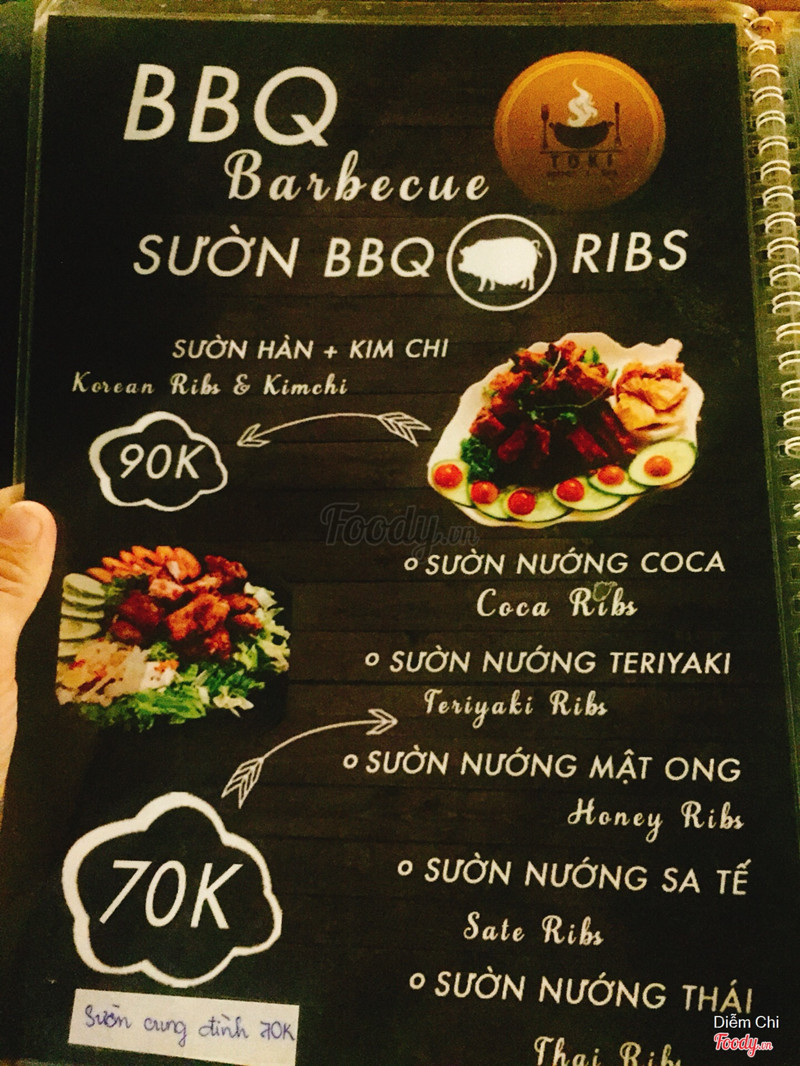 BBQ
Barbecue
TOKI
SƯỜN BBQ RIBS
SƯỜN HÀN + KIM CHI
Korean Ribs & Kimchi
90K
Foody.vn
SƯỜN NƯỚNG COCA
Coca Ribs
SƯỜN NƯỚNG TERIYAKI
Teriyaki Ribs
SƯỜN NƯỚNG MẬT ONG
Honey Ribs
70K
SƯỜN NƯỚNG SA TẾ
Sate Ribs
SƯỜN NƯỚNG THÁI
Thai Ribs
Sườn cung đình 70K
Diễm Chi
Foody.vn